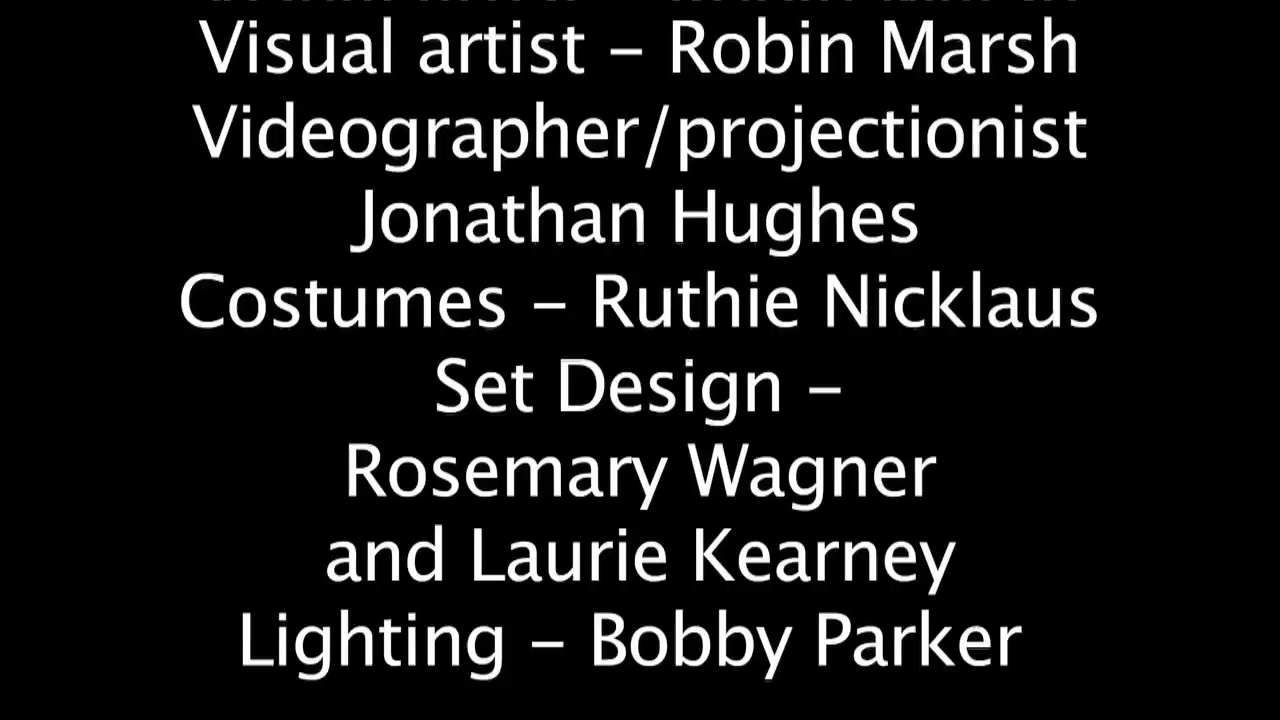 Visual artist – Robin Marsh
Videographer/projectionist
Jonathan Hughes
Costumes – Ruthie Nicklaus
Set Design –
Rosemary Wagner
and Laurie Kearney
Lighting – Bobby Parker